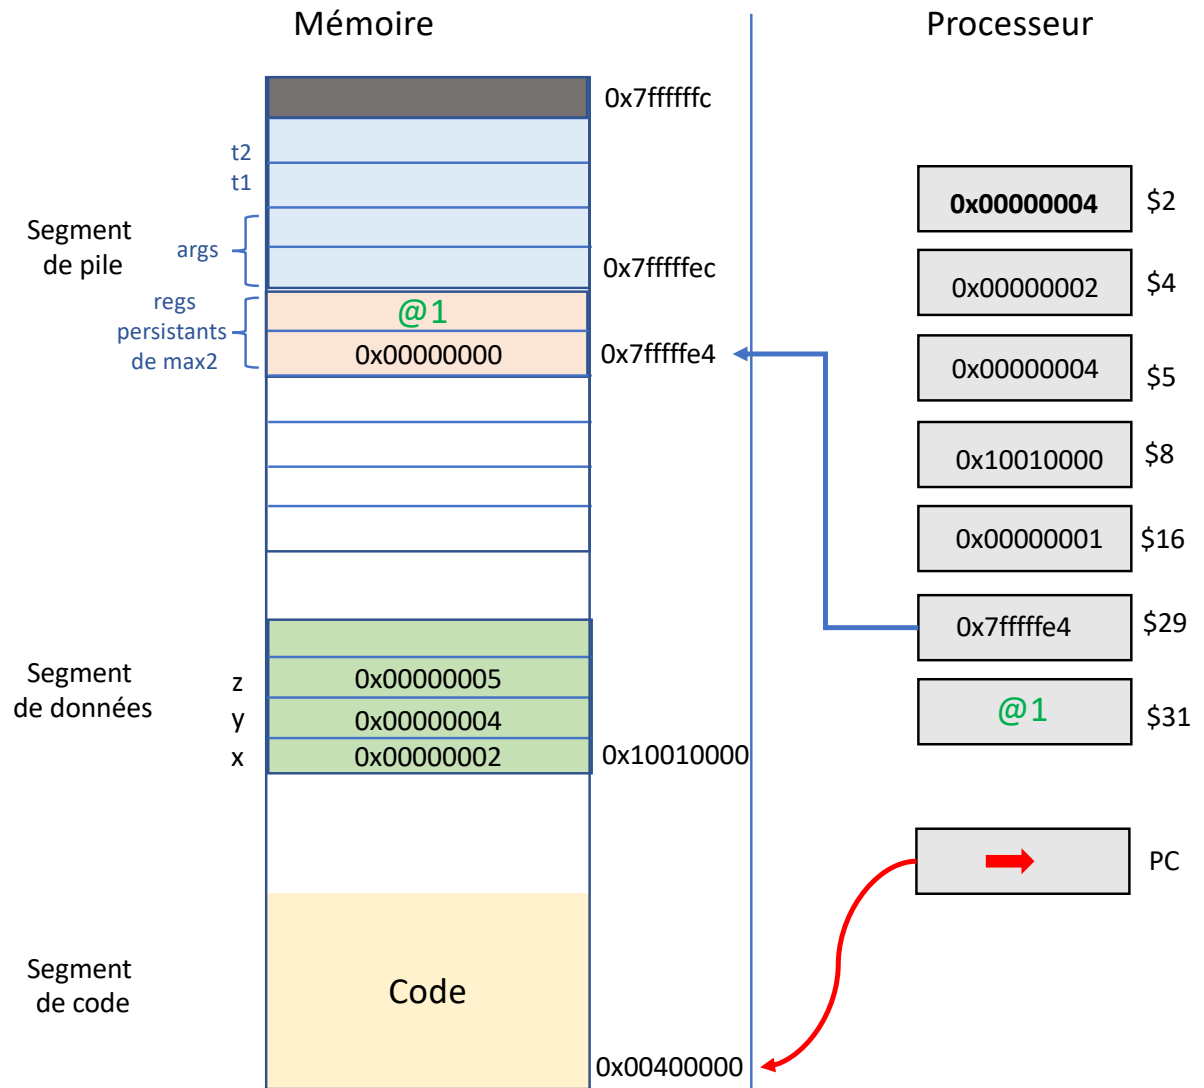 Mémoire
Processeur
0x7ffffffc
t2
t1
Segment
de pile
args
0x7fffffec
regs
persistants
de max2
@1
0x00000000
0x7fffffe4
0x00000004
$2
0x00000002
$4
0x00000004
$5
0x10010000
$8
0x00000001
$16
0x7fffffe4
$29
@1
$31
Segment
de données
z
0x00000005
y
0x00000004
x
0x00000002
0x10010000
PC
Segment
de code
Code
0x00400000